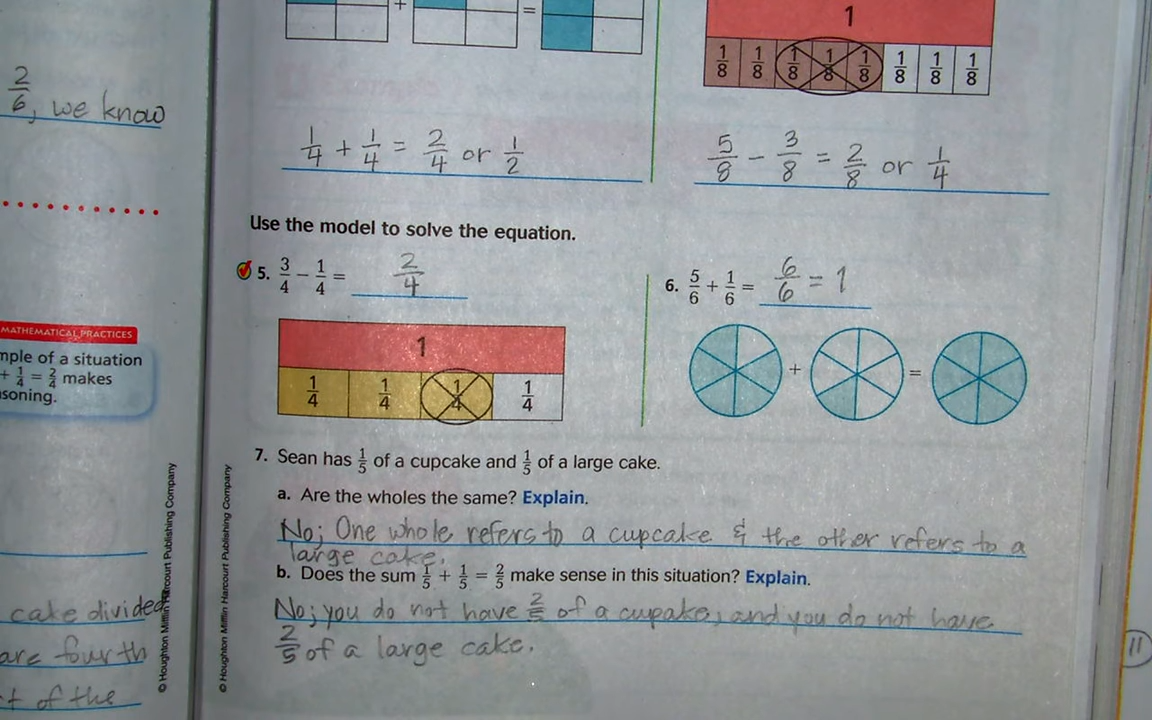 + =
1
1/8 1/8 1/8 1/8 1/8 1/8 1/8 1/8
2/6, we know
1/4 + 1/4 = 2/4 or 1/2
5/8 - 3/8 = 2/8 or 1/4
Use the model to solve the equation.
5. 3/4 - 1/4 = 2/4
1
1/4 1/4 1/4 1/4
6. 5/6 + 1/6 = 6/6 = 1
+ =
MATHEMATICAL PRACTICES
mple of a situation
+ 1/4 = 2/4 makes
soning.
7. Sean has 1/5 of a cupcake and 1/5 of a large cake.
a. Are the wholes the same? Explain.
No; One whole refers to a cupcake & the other refers to a
large cake.
b. Does the sum 1/5 + 1/5 = 2/5 make sense in this situation? Explain.
No; you do not have 2/5 of a cupake, and you do not have
2/5 of a large cake.
cake divided
are fourth
t of the
© Houghton Mifflin Harcourt Publishing Company
© Houghton Mifflin Harcourt Publishing Company
11